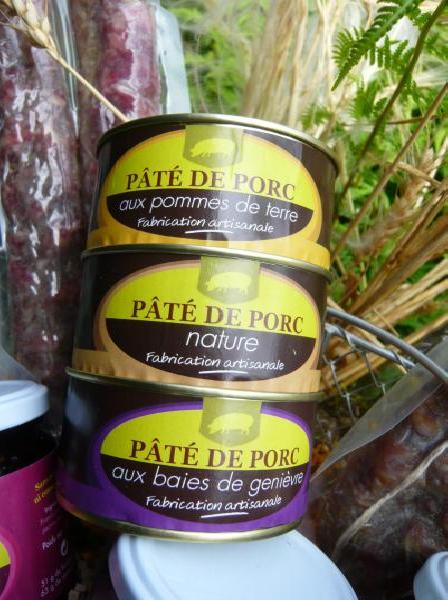 PÂTÉ DE PORC
aux pommes de terre
Fabrication artisanale
PÂTÉ DE PORC
nature
Fabrication artisanale
PÂTÉ DE PORC
aux baies de genièvre
Fabrication artisanale